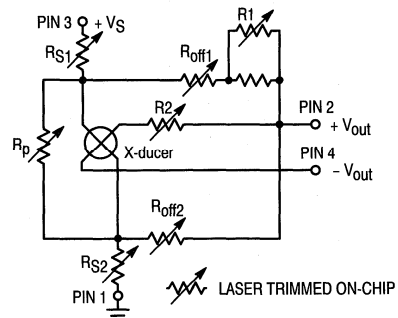 R1
PIN 3 + VS
RS1
Roff1
R2
PIN 2
+ Vout
Rp
X-ducer
PIN 4
– Vout
Roff2
RS2
LASER TRIMMED ON-CHIP
PIN 1